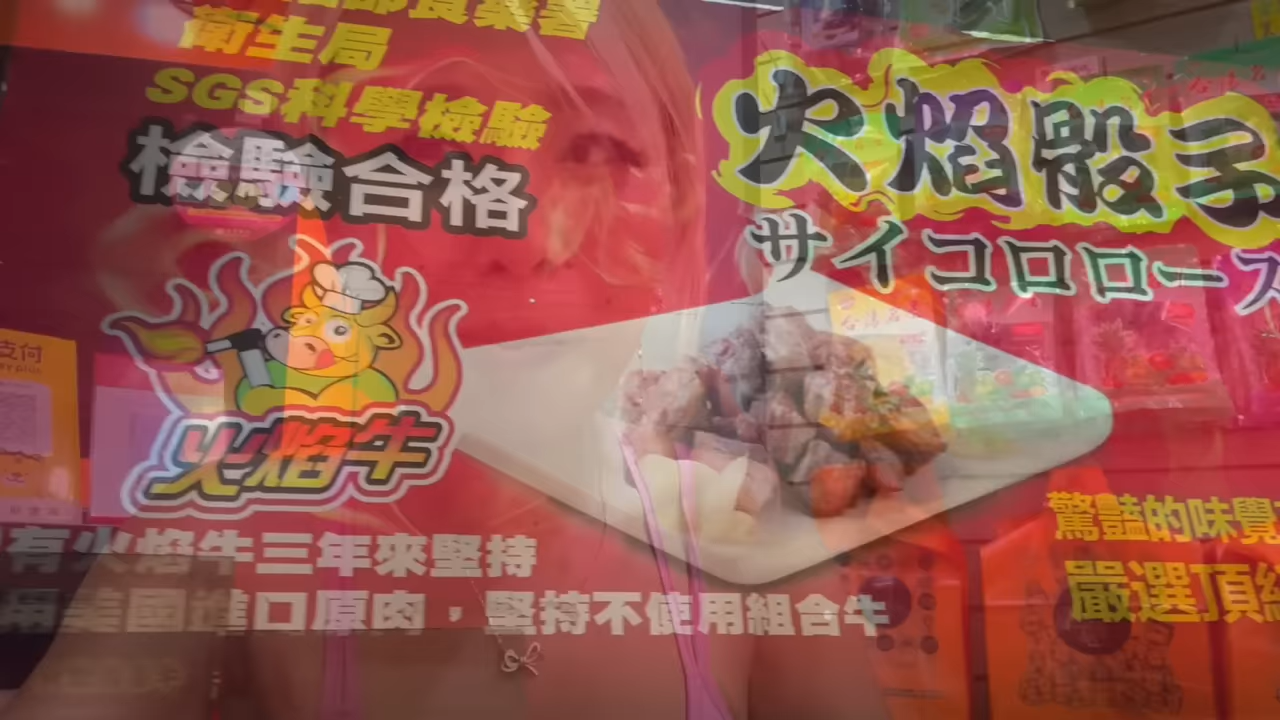 衛生局
SGS科學檢驗
檢驗合格
火焰牛
火焰骰子
サイコロロース
有火焰牛三年來堅持
採美國進口原肉，堅持不使用組合牛
驚豔的味覺
嚴選頂級